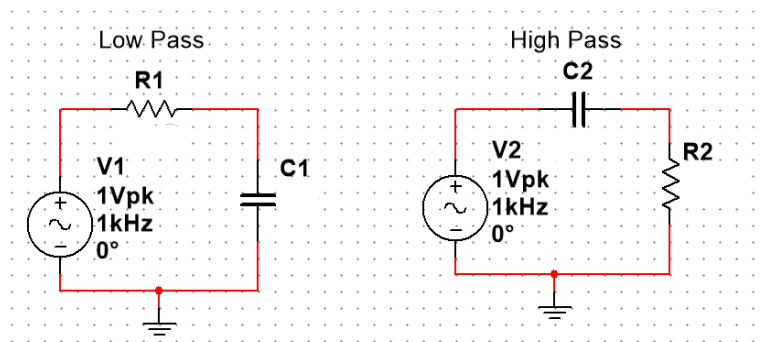 Low Pass
R1
V1
1Vpk
1kHz
0°
C1
High Pass
C2
V2
1Vpk
1kHz
0°
R2